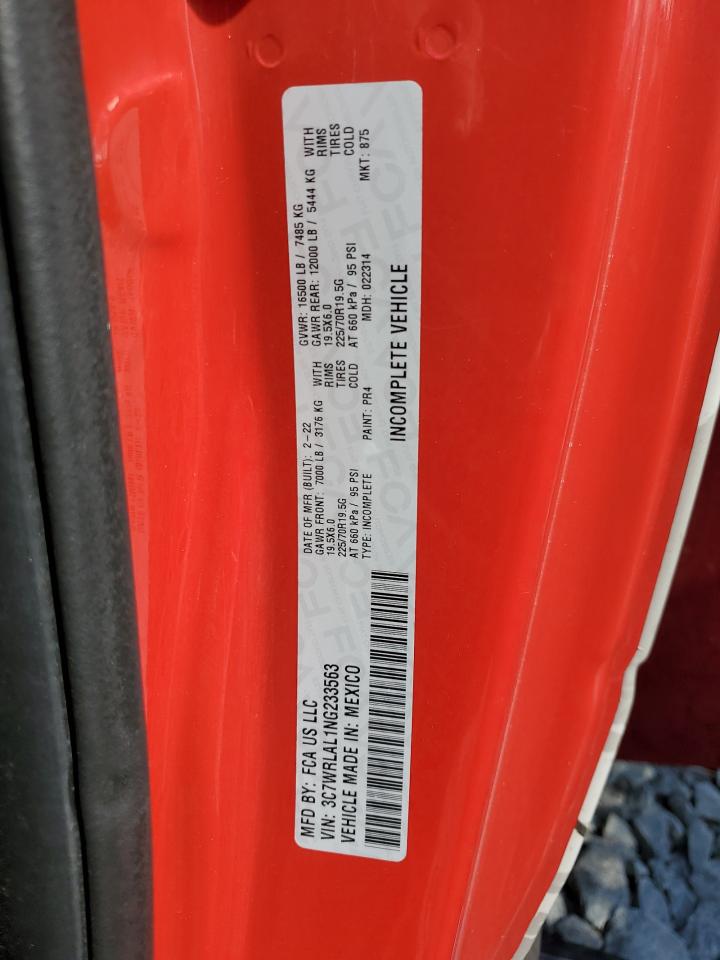 MFD BY: FCA US LLC
DATE OF MFR (BUILT): 2-22
GVWR: 16500 LB / 7485 KG
VIN: 3C7WRLAL1NG233563
GAWR FRONT: 7000 LB / 3176 KG WITH
GAWR REAR: 12000 LB / 5444 KG WITH
19.5X6.0 RIMS
19.5X6.0 RIMS
VEHICLE MADE IN: MEXICO
225/70R19.5G TIRES
225/70R19.5G TIRES
AT 660 kPa / 95 PSI COLD
AT 660 kPa / 95 PSI COLD
TYPE: INCOMPLETE PAINT: PR4 MDH: 022314 MKT: 875
INCOMPLETE VEHICLE